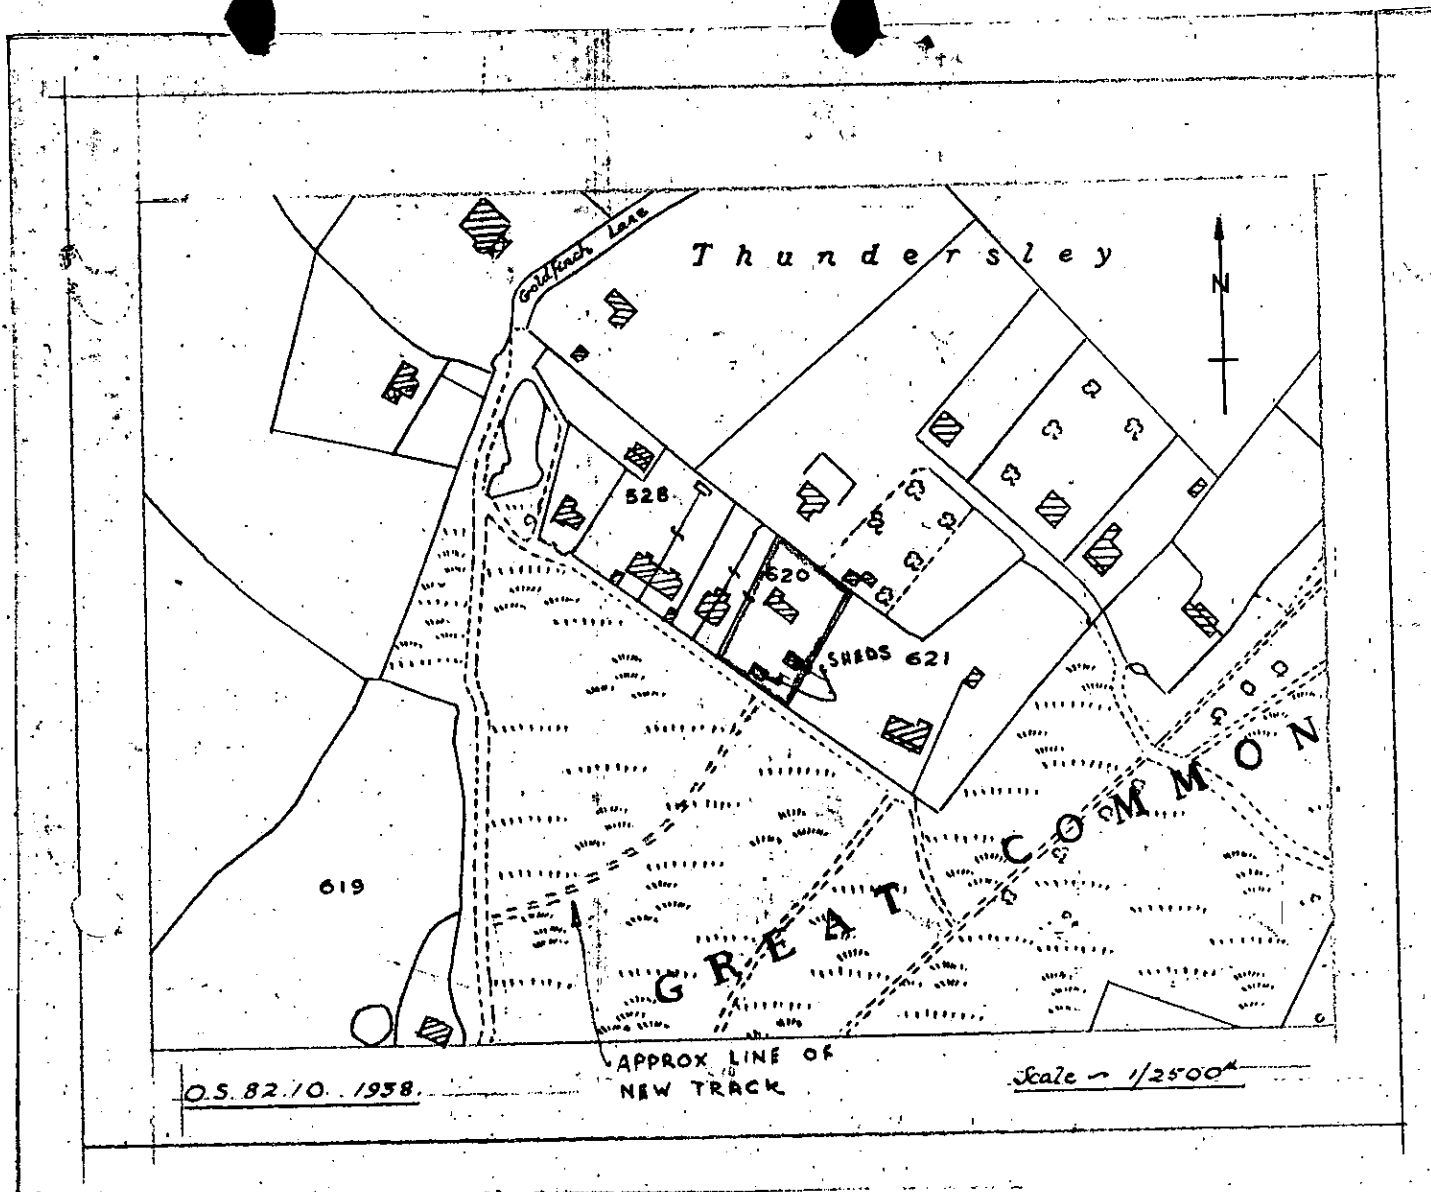 Goldfinch Lane
Thundersley
N
528
620
SHEDS 621
GREAT COMMON
619
APPROX LINE OF
NEW TRACK
O.S. 82.10. 1938.
Scale ~ 1/2500